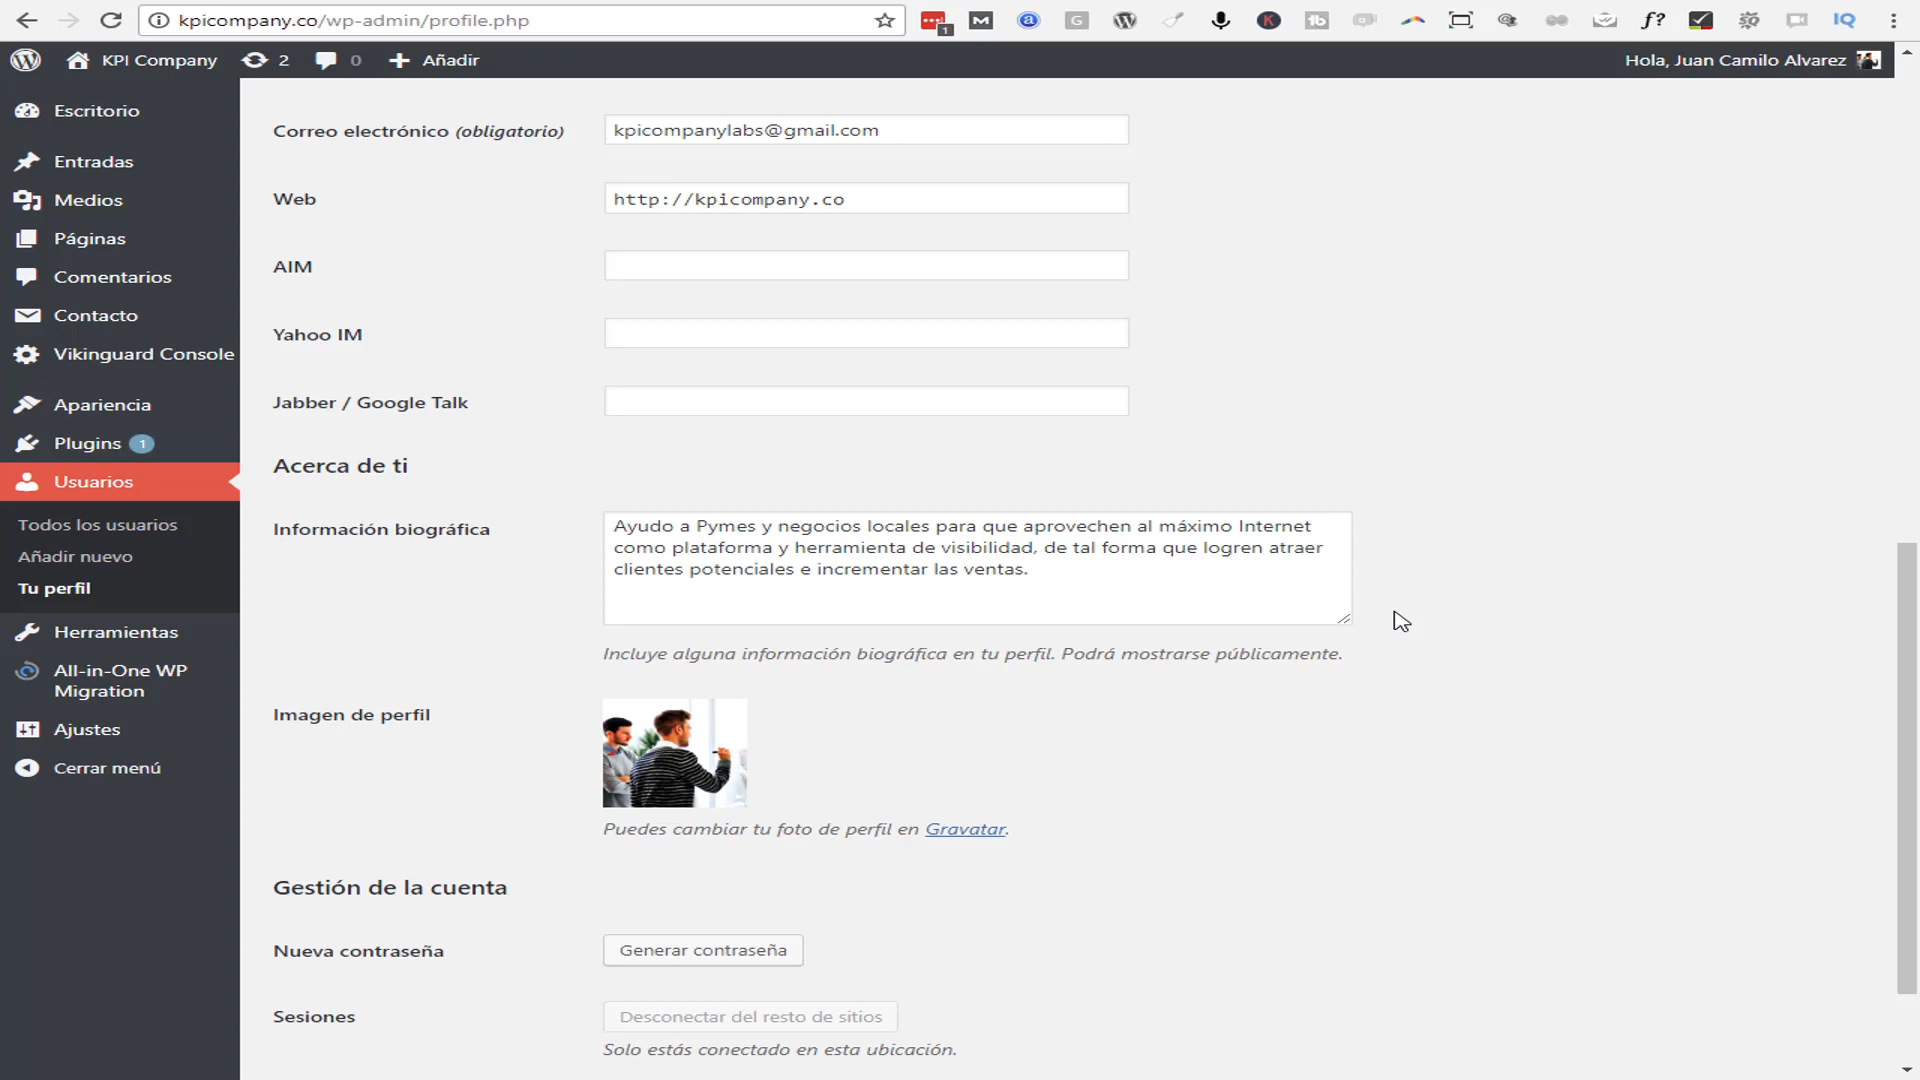 kpicompany.co/wp-admin/profile.php
1
M
a
G
K
tb
f?
IQ
KPI Company
2
0
Añadir
Hola, Juan Camilo Alvarez
Escritorio
Entradas
Medios
Páginas
Comentarios
Contacto
Vikinguard Console
Apariencia
Plugins 1
Usuarios
Todos los usuarios
Añadir nuevo
Tu perfil
Herramientas
All-in-One WP
Migration
Ajustes
Cerrar menú
Correo electrónico (obligatorio)
kpicompanylabs@gmail.com
Web
http://kpicompany.co
AIM
Yahoo IM
Jabber / Google Talk
Acerca de ti
Información biográfica
Ayudo a Pymes y negocios locales para que aprovechen al máximo Internet
como plataforma y herramienta de visibilidad, de tal forma que logren atraer
clientes potenciales e incrementar las ventas.
Incluye alguna información biográfica en tu perfil. Podrá mostrarse públicamente.
Imagen de perfil
Puedes cambiar tu foto de perfil en Gravatar.
Gestión de la cuenta
Nueva contraseña
Generar contraseña
Sesiones
Desconectar del resto de sitios
Solo estás conectado en esta ubicación.